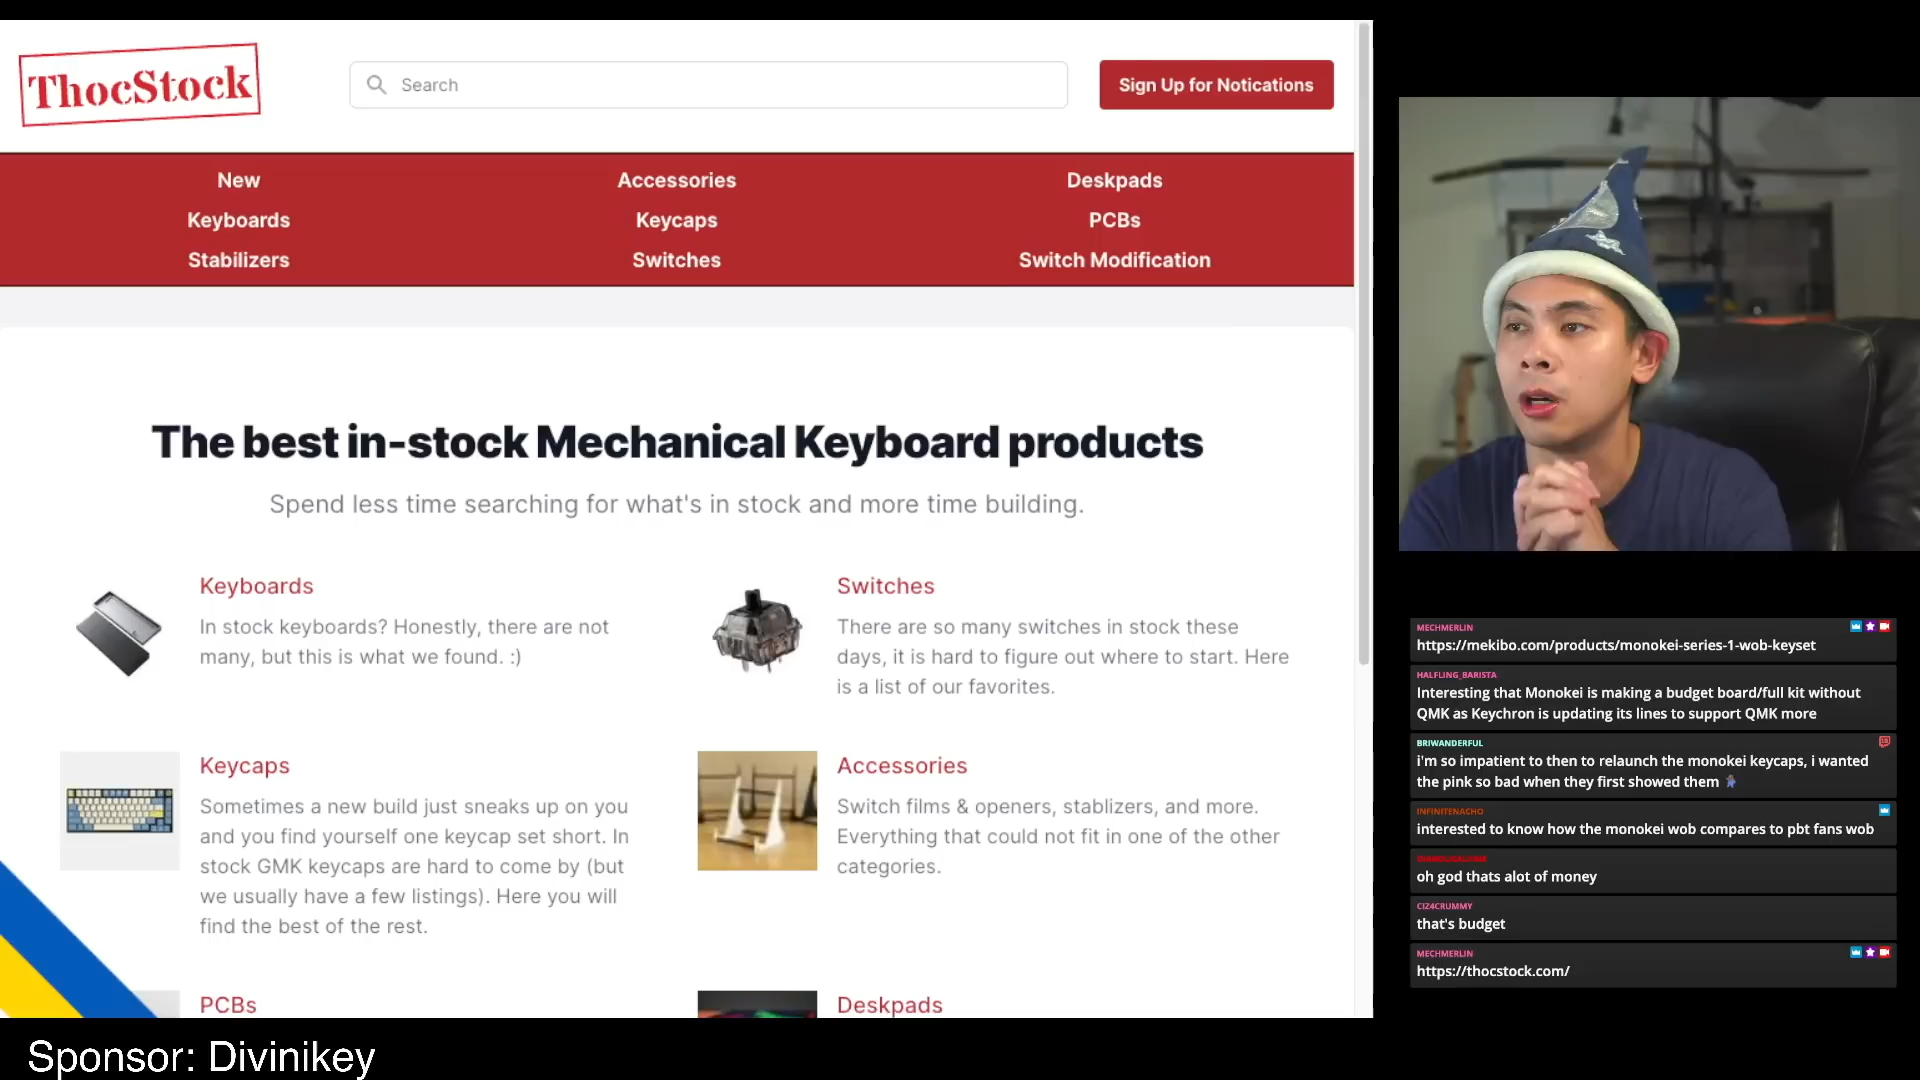 ThocStock
Search
Sign Up for Notications
New
Accessories
Deskpads
Keyboards
Keycaps
PCBs
Stabilizers
Switches
Switch Modification
The best in-stock Mechanical Keyboard products
Spend less time searching for what's in stock and more time building.
Keyboards
In stock keyboards? Honestly, there are not
many, but this is what we found. :)
Switches
There are so many switches in stock these
days, it is hard to figure out where to start. Here
is a list of our favorites.
Keycaps
Sometimes a new build just sneaks up on you
and you find yourself one keycap set short. In
stock GMK keycaps are hard to come by (but
we usually have a few listings). Here you will
find the best of the rest.
Accessories
Switch films & openers, stablizers, and more.
Everything that could not fit in one of the other
categories.
PCBs
Deskpads
MECHMERLIN
https://mekibo.com/products/monokei-series-1-wob-keyset
HALFLING_BARISTA
Interesting that Monokei is making a budget board/full kit without
QMK as Keychron is updating its lines to support QMK more
BRIWANDERFUL
i'm so impatient to then to relaunch the monokei keycaps, i wanted
the pink so bad when they first showed them
INFINITENACHO
interested to know how the monokei wob compares to pbt fans wob
oh god thats alot of money
CIZ4CRUMMY
that's budget
MECHMERLIN
https://thocstock.com/
Sponsor: Divinikey